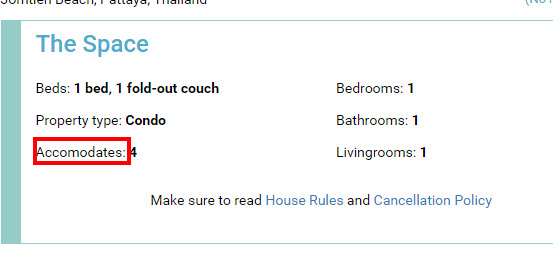 Jomtien Beach, Pattaya, Thailand
The Space
Beds: 1 bed, 1 fold-out couch
Bedrooms: 1
Property type: Condo
Bathrooms: 1
Accomodates: 4
Livingrooms: 1
Make sure to read House Rules and Cancellation Policy